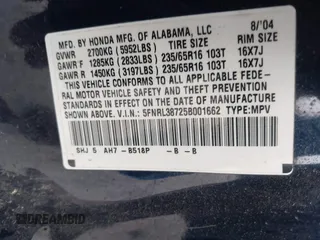 MFD. BY HONDA MFG. OF ALABAMA, LLC 8/'04
GVWR 2700KG (5952LBS) TIRE SIZE RIM SIZE
GAWR:F 1285KG (2833LBS) 235/65R16 103T 16X7J
GAWR:R 1450KG (3197LBS) 235/65R16 103T 16X7J
THIS VEHICLE CONFORMS TO ALL APPLICABLE FEDE-
RAL MOTOR VEHICLE SAFETY AND THEFT PREVENTION
STANDARDS IN EFFECT ON THE DATE OF MANUFACTURE
SHOWN ABOVE. V.I.N.: 5FNRL38725B001662 TYPE:MPV
SHJ 5 AH7- B518P - B - B
© DREAMBID